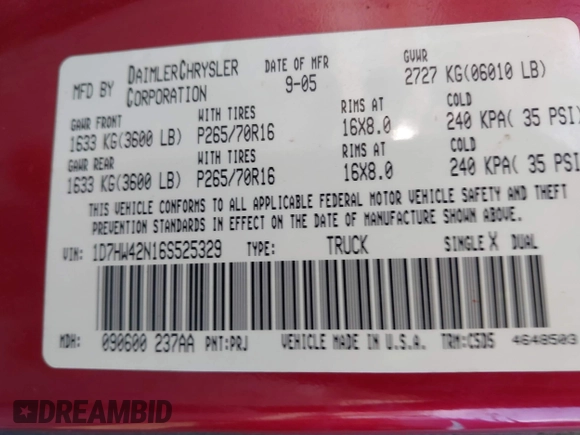 MFD BY DAIMLERCHRYSLER CORPORATION DATE OF MFR 9-05 GVWR 2727 KG(06010 LB)
GAWR FRONT WITH TIRES RIMS AT COLD
1633 KG(3600 LB) P265/70R16 16X8.0 240 KPA( 35 PSI)
GAWR REAR WITH TIRES RIMS AT COLD
1633 KG(3600 LB) P265/70R16 16X8.0 240 KPA( 35 PSI)
THIS VEHICLE CONFORMS TO ALL APPLICABLE FEDERAL MOTOR VEHICLE SAFETY AND THEFT
PREVENTION STANDARDS IN EFFECT ON THE DATE OF MANUFACTURE SHOWN ABOVE.
VIN: 1D7HW42N16S525329 TYPE: TRUCK SINGLE X DUAL
MDH: 090600 237AA PNT:PRJ VEHICLE MADE IN U.S.A. TRM:C5D5 4648503
DREAMBID